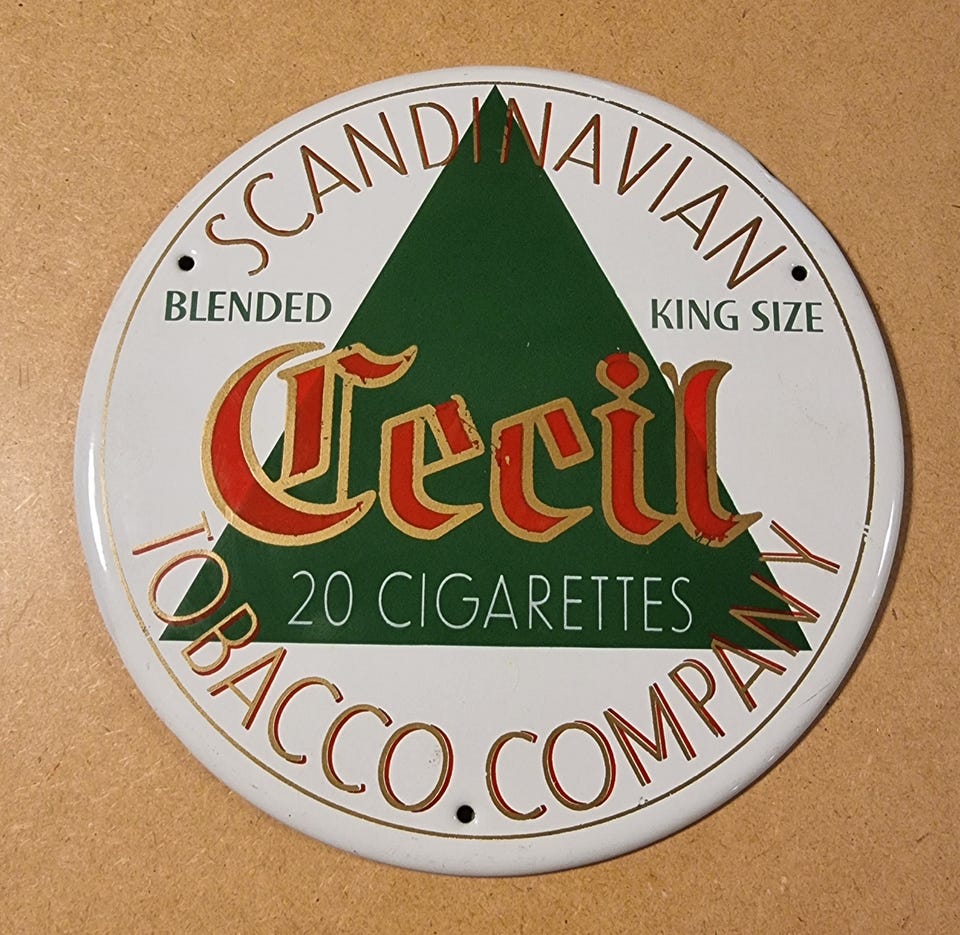 SCANDINAVIAN
BLENDED
KING SIZE
Cecil
20 CIGARETTES
TOBACCO COMPANY